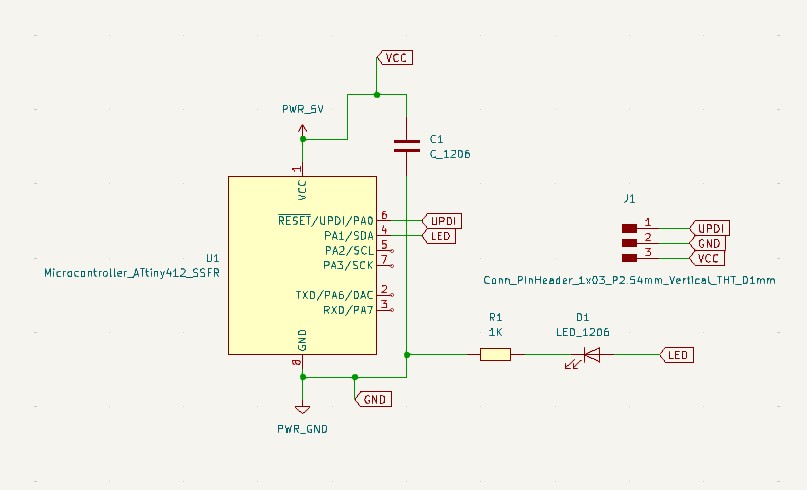 VCC
PWR_5V
C1
C_1206
1
VCC
J1
RESET/UPDI/PA0
6
UPDI
PA1/SDA
4
LED
PA2/SCL
5
PA3/SCK
7
TXD/PA6/DAC
2
RXD/PA7
3
U1
Microcontroller_ATtiny412_SSFR
GND
8
1
UPDI
2
GND
3
VCC
Conn_PinHeader_1x03_P2.54mm_Vertical_THT_D1mm
R1
1K
D1
LED_1206
LED
GND
PWR_GND